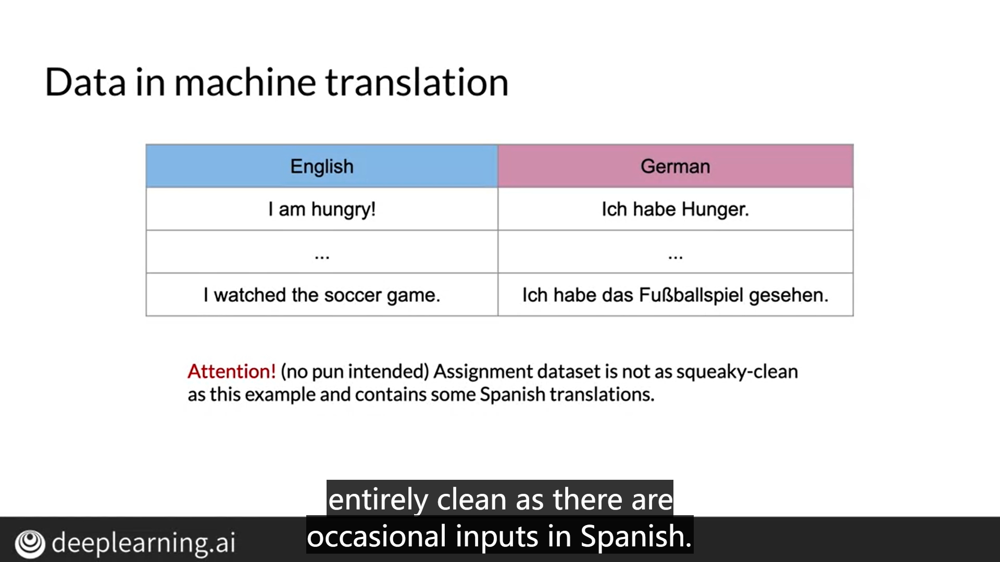 Data in machine translation
English German
I am hungry! Ich habe Hunger.
... ...
I watched the soccer game. Ich habe das Fußballspiel gesehen.
Attention! (no pun intended) Assignment dataset is not as squeaky-clean
as this example and contains some Spanish translations.
entirely clean as there are
occasional inputs in Spanish.
deeplearning.ai